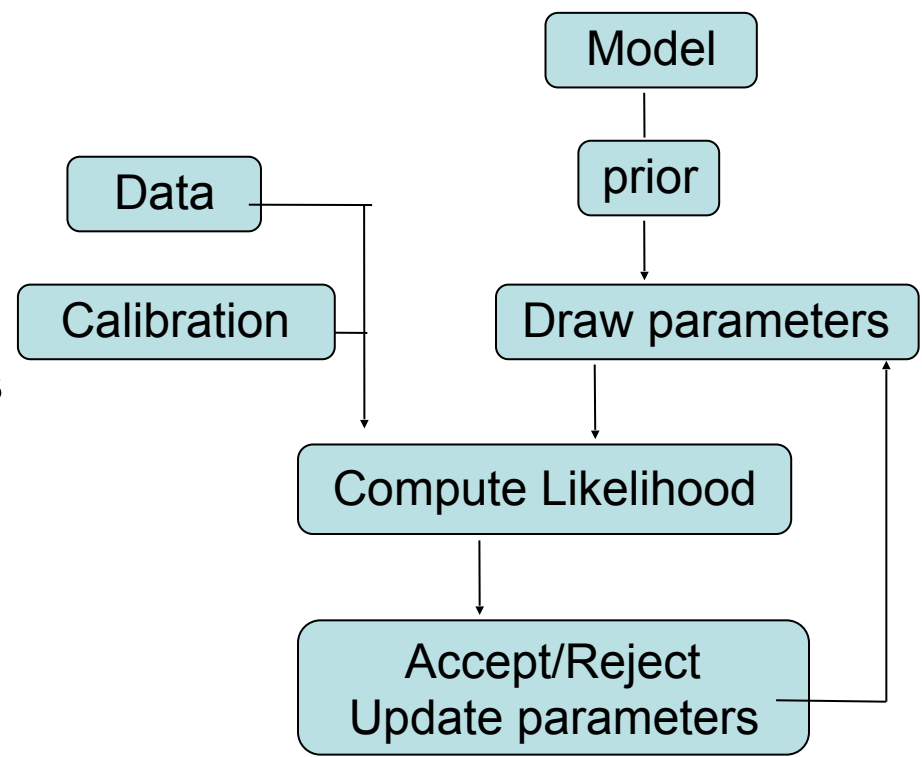 Model
prior
Data
Calibration
Draw parameters
Compute Likelihood
Accept/Reject
Update parameters